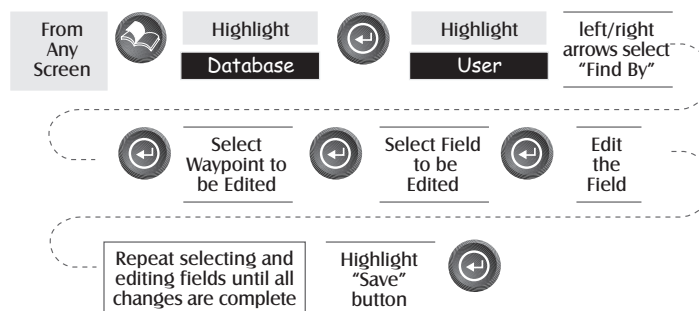 From
Any
Screen
Highlight
Database
Highlight
User
left/right
arrows select
"Find By"
Select
Waypoint to
be Edited
Select Field
to be
Edited
Edit
the
Field
Repeat selecting and
editing fields until all
changes are complete
Highlight
"Save"
button